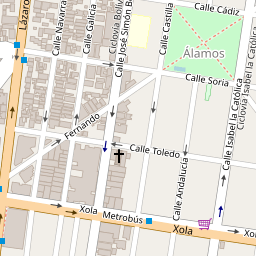 Calle Cádiz
Lázaro
Calle Navarra
Calle Galicia
Ciclovía Bolív
Calle José Simón B
Calle Castilla
Álamos
Calle Soria
Ciclovía Isabel la Católica
Calle Isabel la Católica
Fernando
Calle Toledo
Calle Andalucía
Xola
Metrobús
Xola